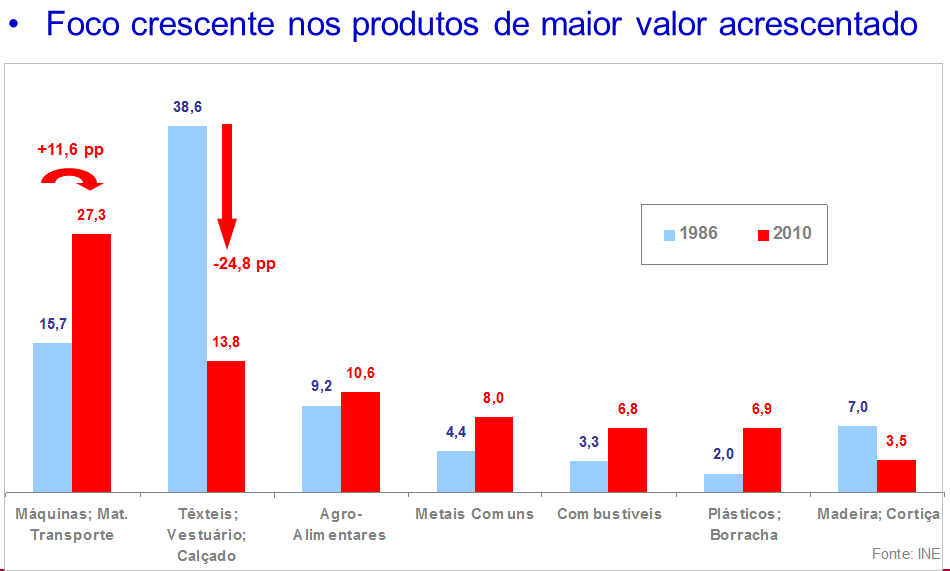 • Foco crescente nos produtos de maior valor acrescentado
38,6
+11,6 pp
27,3
1986 2010
-24,8 pp
15,7
13,8
9,2 10,6
4,4 8,0
3,3 6,8
2,0 6,9
7,0 3,5
Máquinas; Mat.
Transporte
Têxteis;
Vestuário;
Calçado
Agro-
Alimentares
Metais Comuns
Combustíveis
Plásticos;
Borracha
Madeira; Cortiça
Fonte: INE